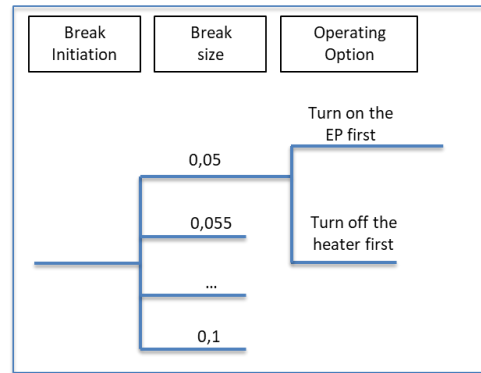 Break
Initiation
Break
size
Operating
Option
Turn on the
EP first
0,05
0,055
Turn off the
heater first
...
0,1